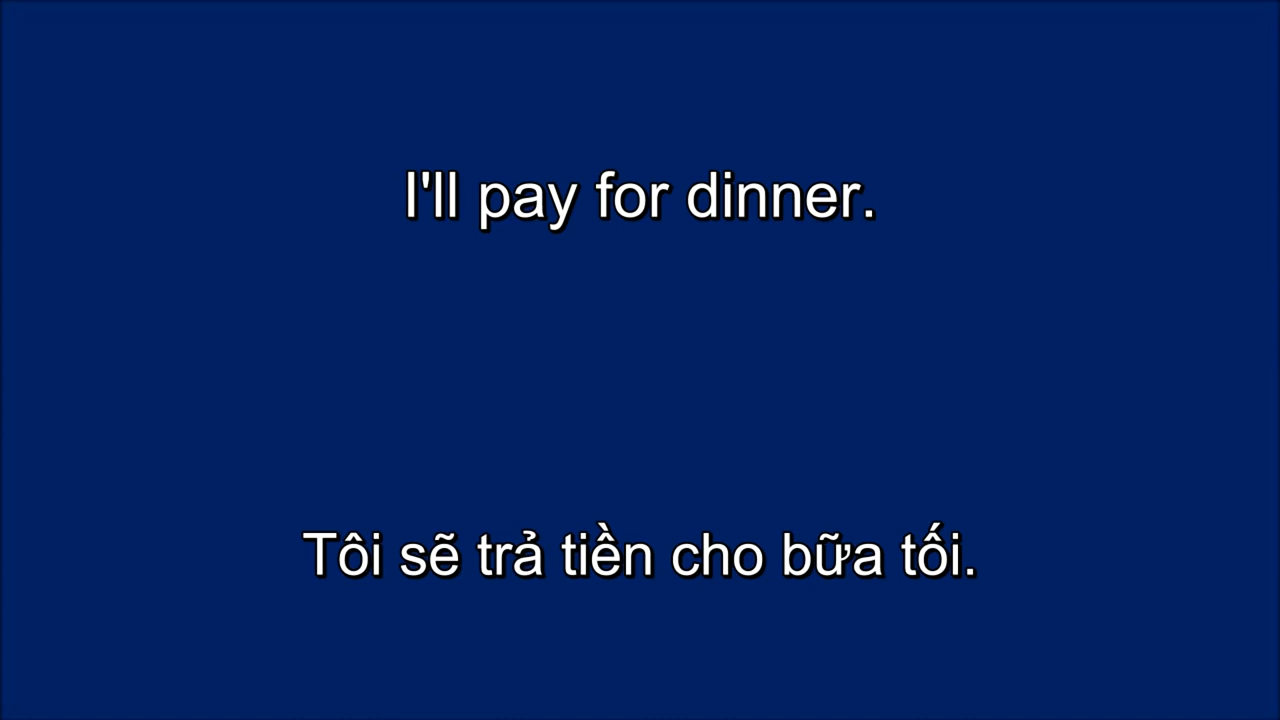 I'll pay for dinner.
Tôi sẽ trả tiền cho bữa tối.